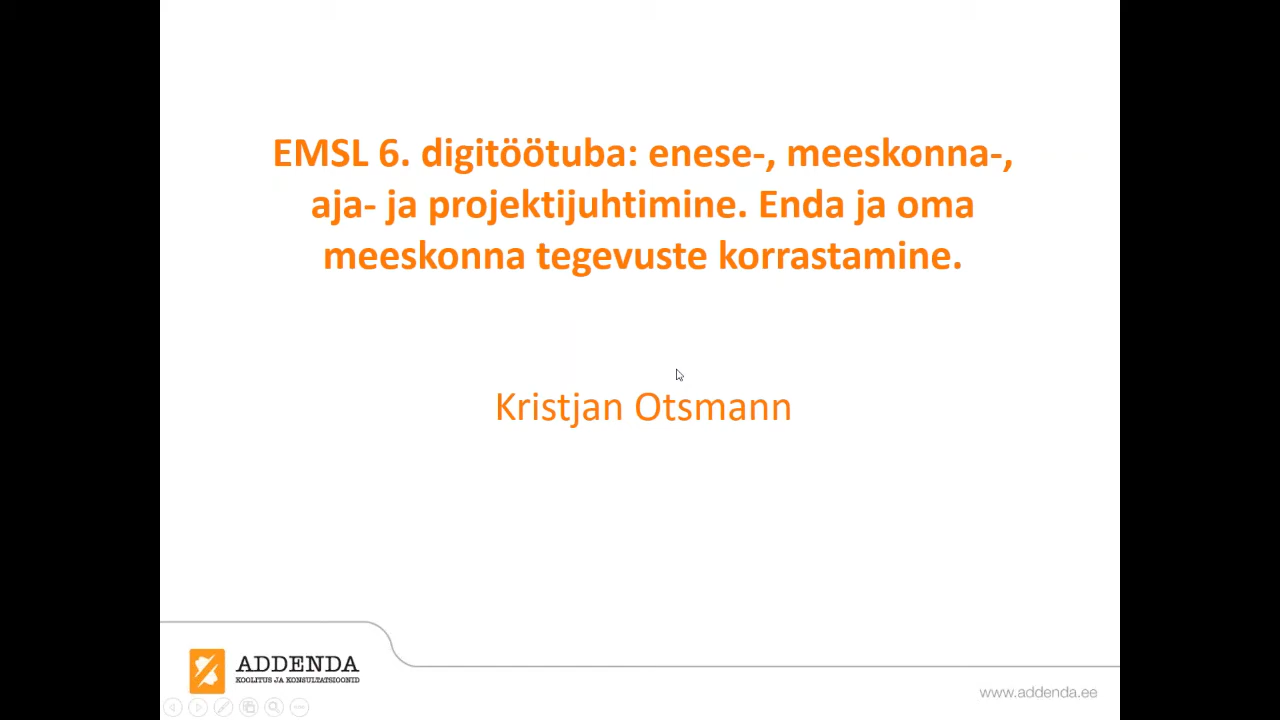 EMSL 6. digitöötuba: enese-, meeskonna-,
aja- ja projektijuhtimine. Enda ja oma
meeskonna tegevuste korrastamine.
Kristjan Otsmann
ADDENDA
KOOLITUS JA KONSULTATSIOONID
www.addenda.ee